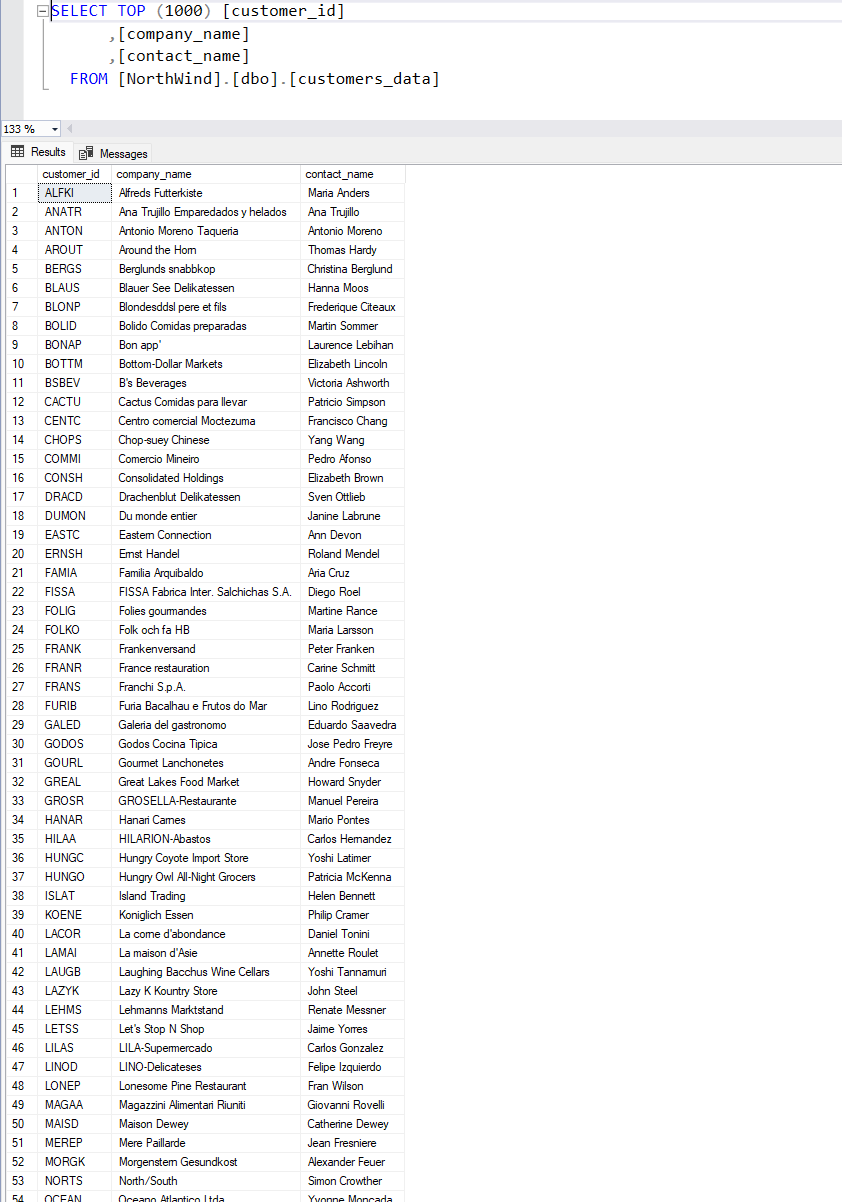 SELECT TOP (1000) [customer_id]
,[company_name]
,[contact_name]
FROM [NorthWind].[dbo].[customers_data]
133 %
Results Messages
customer_id company_name contact_name
1 ALFKI Alfreds Futterkiste Maria Anders
2 ANATR Ana Trujillo Emparedados y helados Ana Trujillo
3 ANTON Antonio Moreno Taqueria Antonio Moreno
4 AROUT Around the Horn Thomas Hardy
5 BERGS Berglunds snabbkop Christina Berglund
6 BLAUS Blauer See Delikatessen Hanna Moos
7 BLONP Blondesddsl pere et fils Frederique Citeaux
8 BOLID Bolido Comidas preparadas Martin Sommer
9 BONAP Bon app' Laurence Lebihan
10 BOTTM Bottom-Dollar Markets Elizabeth Lincoln
11 BSBEV B's Beverages Victoria Ashworth
12 CACTU Cactus Comidas para llevar Patricio Simpson
13 CENTC Centro comercial Moctezuma Francisco Chang
14 CHOPS Chop-suey Chinese Yang Wang
15 COMMI Comercio Mineiro Pedro Afonso
16 CONSH Consolidated Holdings Elizabeth Brown
17 DRACD Drachenblut Delikatessen Sven Ottlieb
18 DUMON Du monde entier Janine Labrune
19 EASTC Eastern Connection Ann Devon
20 ERNSH Ernst Handel Roland Mendel
21 FAMIA Familia Arquibaldo Aria Cruz
22 FISSA FISSA Fabrica Inter. Salchichas S.A. Diego Roel
23 FOLIG Folies gourmandes Martine Rance
24 FOLKO Folk och fa HB Maria Larsson
25 FRANK Frankenversand Peter Franken
26 FRANR France restauration Carine Schmitt
27 FRANS Franchi S.p.A. Paolo Accorti
28 FURIB Furia Bacalhau e Frutos do Mar Lino Rodriguez
29 GALED Galeria del gastronomo Eduardo Saavedra
30 GODOS Godos Cocina Tipica Jose Pedro Freyre
31 GOURL Gourmet Lanchonetes Andre Fonseca
32 GREAL Great Lakes Food Market Howard Snyder
33 GROSR GROSELLA-Restaurante Manuel Pereira
34 HANAR Hanari Carnes Mario Pontes
35 HILAA HILARION-Abastos Carlos Hernandez
36 HUNGC Hungry Coyote Import Store Yoshi Latimer
37 HUNGO Hungry Owl All-Night Grocers Patricia McKenna
38 ISLAT Island Trading Helen Bennett
39 KOENE Koniglich Essen Philip Cramer
40 LACOR La corne d'abondance Daniel Tonini
41 LAMAI La maison d'Asie Annette Roulet
42 LAUGB Laughing Bacchus Wine Cellars Yoshi Tannamuri
43 LAZYK Lazy K Kountry Store John Steel
44 LEHMS Lehmanns Marktstand Renate Messner
45 LETSS Let's Stop N Shop Jaime Yorres
46 LILAS LILA-Supermercado Carlos Gonzalez
47 LINOD LINO-Delicateses Felipe Izquierdo
48 LONEP Lonesome Pine Restaurant Fran Wilson
49 MAGAA Magazzini Alimentari Riuniti Giovanni Rovelli
50 MAISD Maison Dewey Catherine Dewey
51 MEREP Mere Paillarde Jean Fresniere
52 MORGK Morgenstern Gesundkost Alexander Feuer
53 NORTS North/South Simon Crowther
54 OCEAN Oceano Atlantico Ltda. Yvonne Moncada